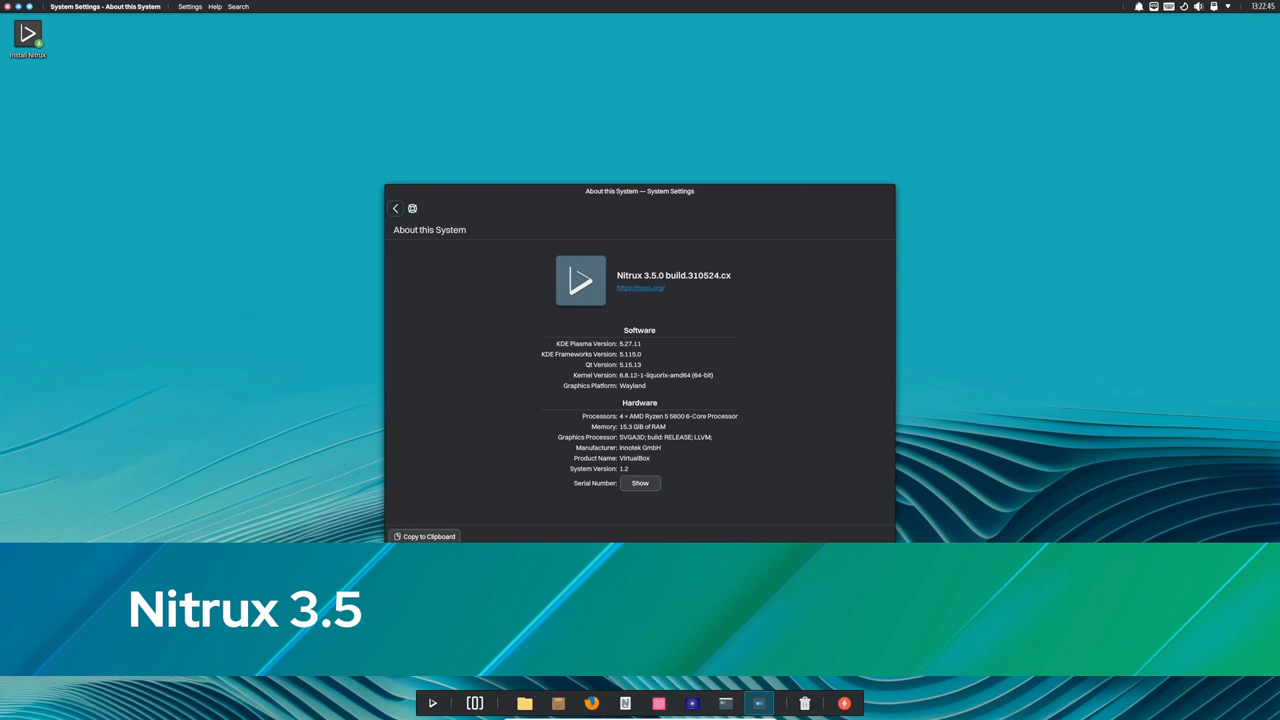 System Settings - About this System Settings Help Search 13:22:45
Install Nitrux
About this System — System Settings
About this System
Nitrux 3.5.0 build.310524.cx
https://nxos.org/
Software
KDE Plasma Version: 5.27.11
KDE Frameworks Version: 5.115.0
Qt Version: 5.15.13
Kernel Version: 6.8.12-1-liquorix-amd64 (64-bit)
Graphics Platform: Wayland
Hardware
Processors: 4 × AMD Ryzen 5 5600 6-Core Processor
Memory: 15.3 GiB of RAM
Graphics Processor: SVGA3D; build: RELEASE; LLVM;
Manufacturer: innotek GmbH
Product Name: VirtualBox
System Version: 1.2
Serial Number: Show
Copy to Clipboard
Nitrux 3.5